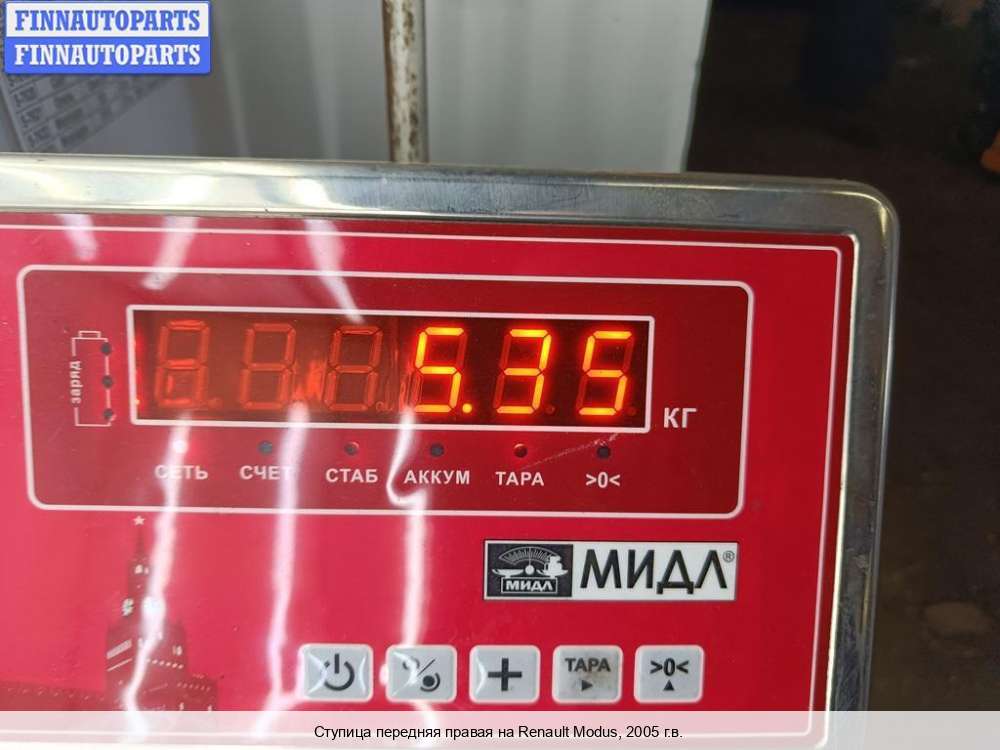 FINNAUTOPARTS
FINNAUTOPARTS
заряд
5.35
КГ
СЕТЬ СЧЕТ СТАБ АККУМ ТАРА >0<
МИДЛ МИДЛ®
ТАРА >0<
Ступица передняя правая на Renault Modus, 2005 г.в.